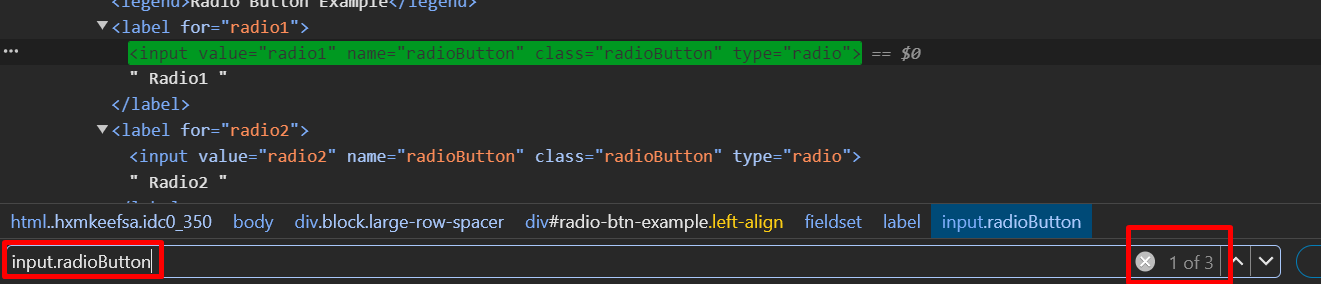 <legend>Radio Button Example</legend>
▼<label for="radio1">
··· <input value="radio1" name="radioButton" class="radioButton" type="radio"> == $0
" Radio1 "
</label>
▼<label for="radio2">
<input value="radio2" name="radioButton" class="radioButton" type="radio">
" Radio2 "
</label>
html..hxmkeefsa.idc0_350 body div.block.large-row-spacer div#radio-btn-example.left-align fieldset label input.radioButton
input.radioButton 1 of 3